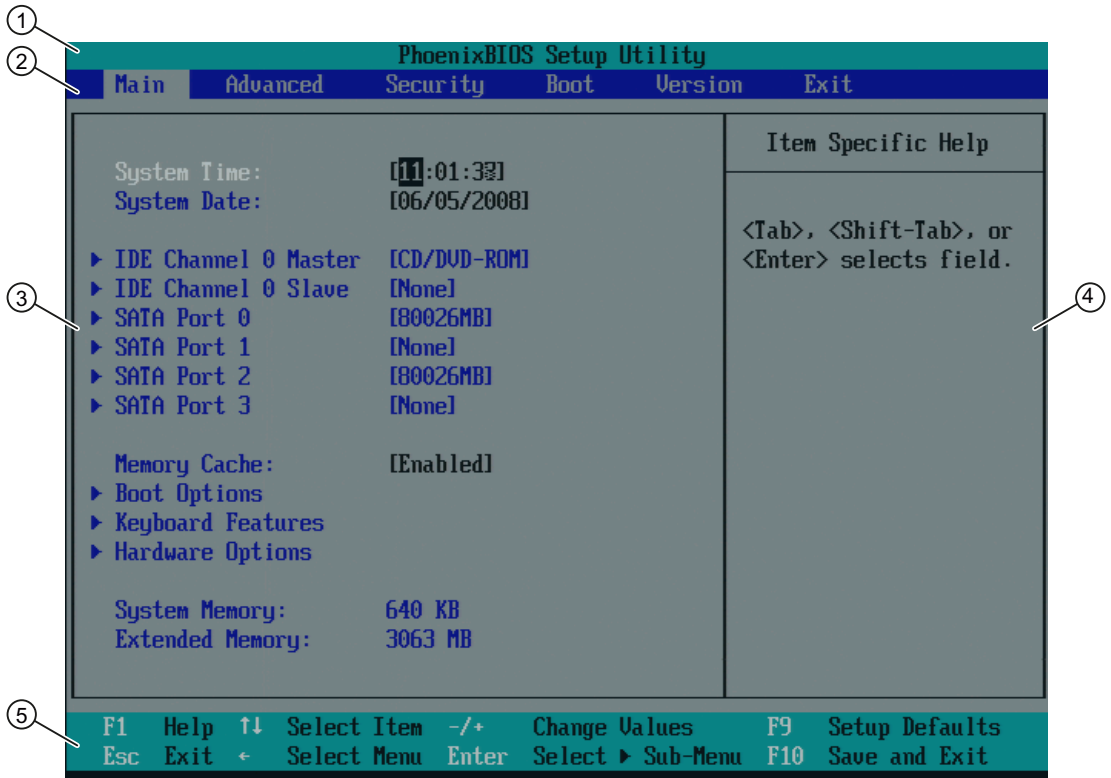 ①
PhoenixBIOS Setup Utility
②
Main Advanced Security Boot Version Exit
Item Specific Help
System Time: [11:01:3
System Date: [06/05/2008]
<Tab>, <Shift-Tab>, or
<Enter> selects field.
IDE Channel 0 Master [CD/DVD-ROM]
IDE Channel 0 Slave [None]
③
④
SATA Port 0 [80026MB]
SATA Port 1 [None]
SATA Port 2 [80026MB]
SATA Port 3 [None]
Memory Cache: [Enabled]
Boot Options
Keyboard Features
Hardware Options
System Memory: 640 KB
Extended Memory: 3063 MB
⑤
F1 Help ↑↓ Select Item -/+ Change Values F9 Setup Defaults
Esc Exit ← Select Menu Enter Select ▶ Sub-Menu F10 Save and Exit